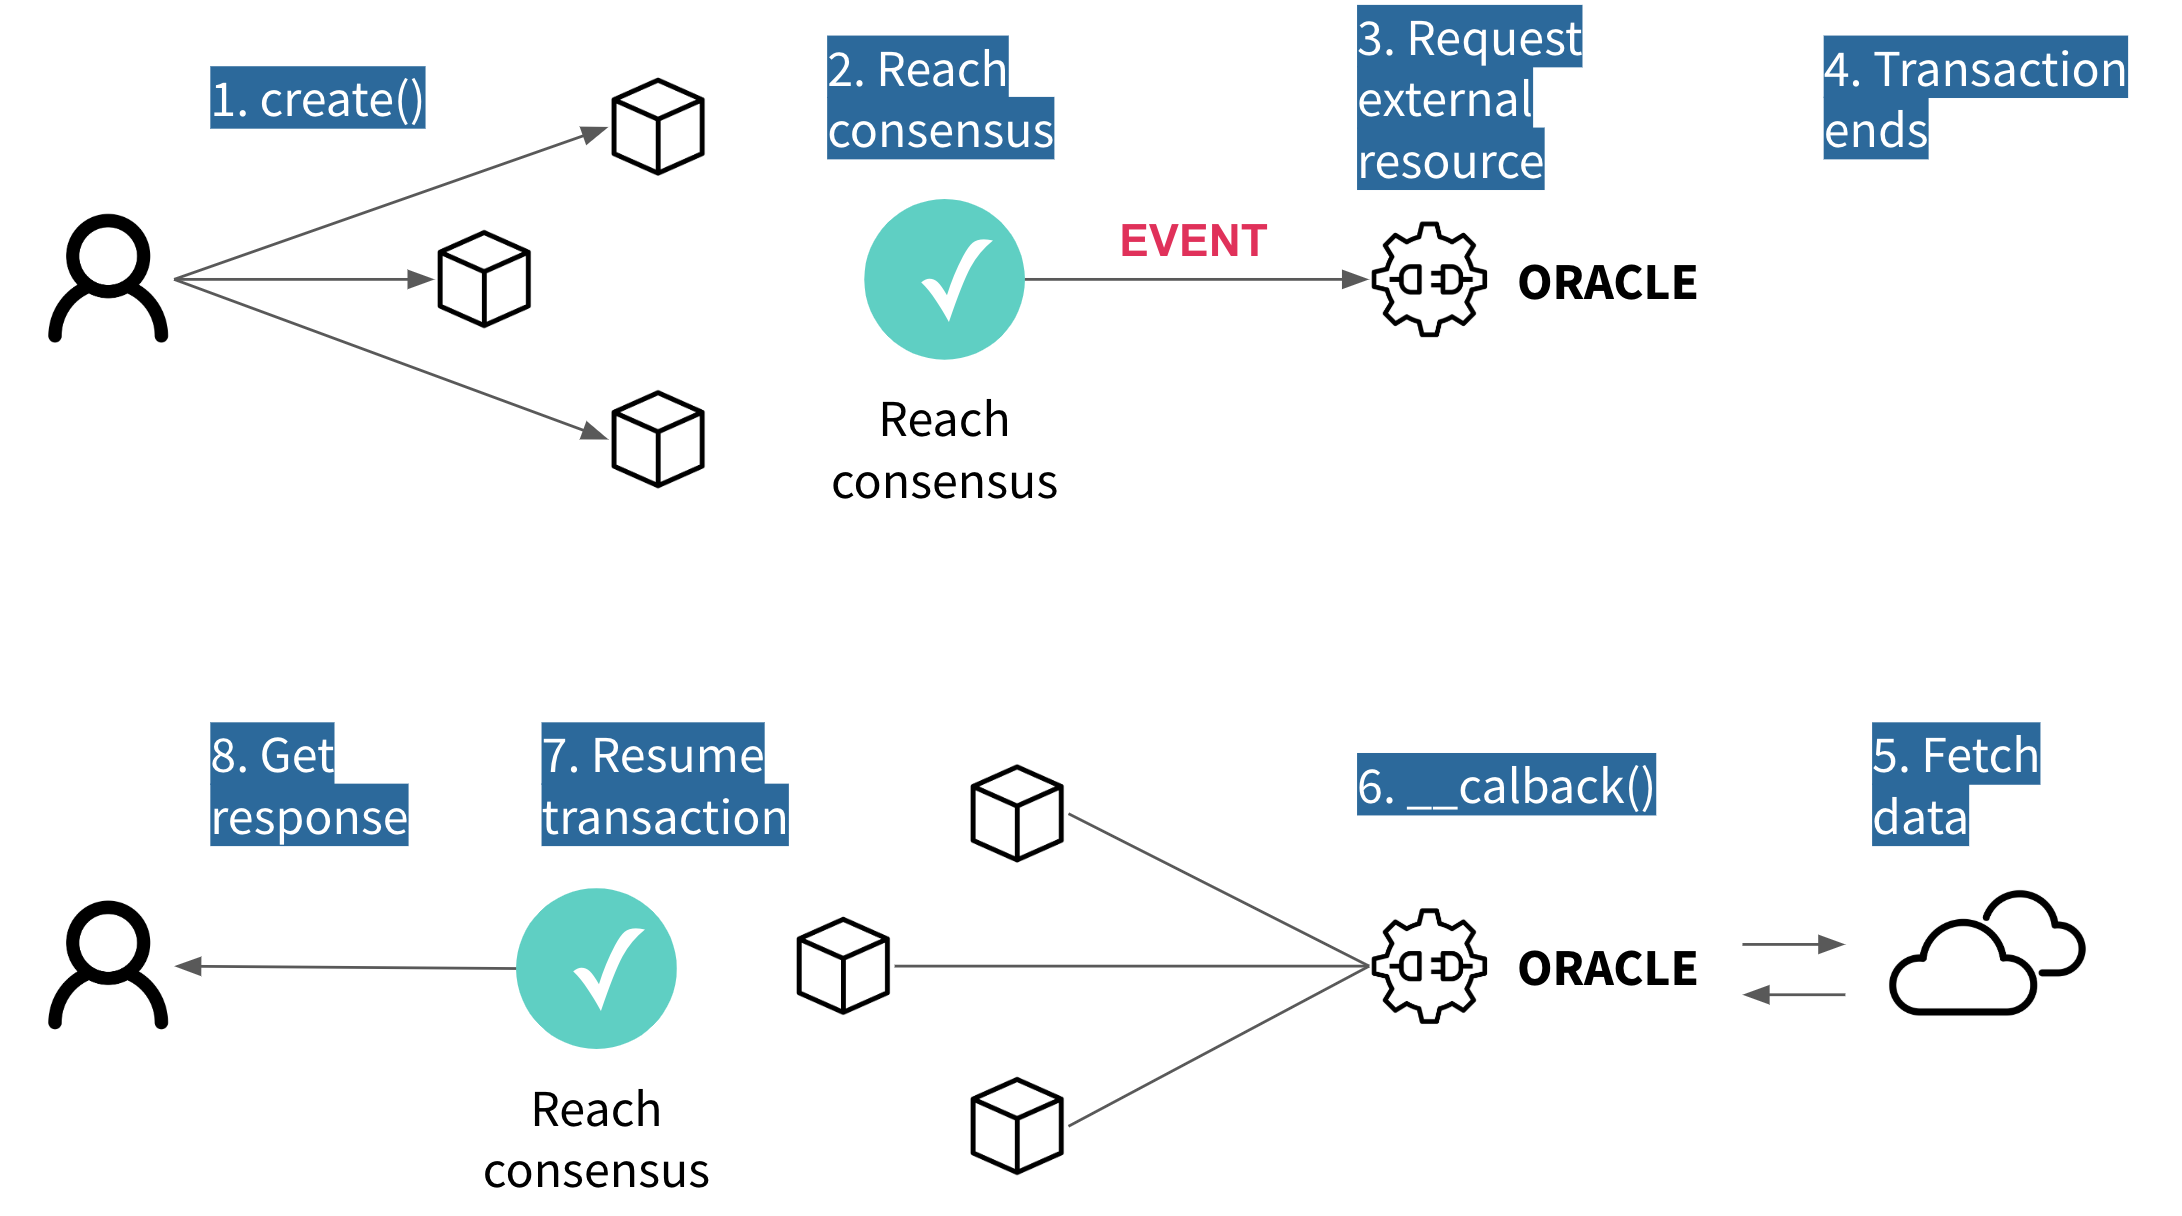 1. create()
2. Reach
consensus
3. Request
external
resource
4. Transaction
ends
EVENT
ORACLE
Reach
consensus
8. Get
response
7. Resume
transaction
6. __calback()
5. Fetch
data
ORACLE
Reach
consensus